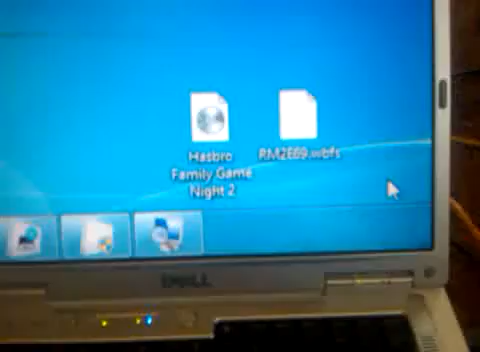 Hasbro
Family Game
Night 2
RM2E69.wbfs
DELL